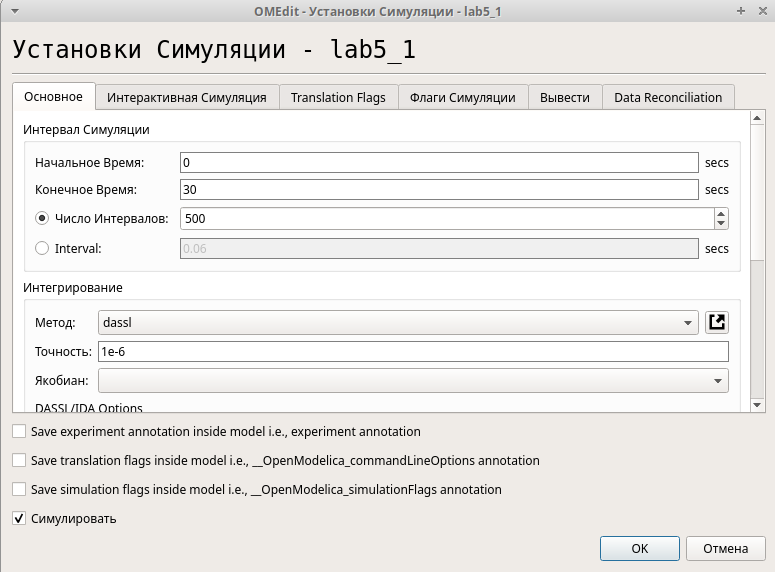 OMEdit - Установки Симуляции - lab5_1
Установки Симуляции - lab5_1
Основное Интерактивная Симуляция Translation Flags Флаги Симуляции Вывести Data Reconciliation
Интервал Симуляции
Начальное Время: 0 secs
Конечное Время: 30 secs
Число Интервалов: 500
Interval: 0.06 secs
Интегрирование
Метод: dassl
Точность: 1e-6
Якобиан:
DASSL/IDA Options
Save experiment annotation inside model i.e., experiment annotation
Save translation flags inside model i.e., __OpenModelica_commandLineOptions annotation
Save simulation flags inside model i.e., __OpenModelica_simulationFlags annotation
Симулировать
OK Отмена